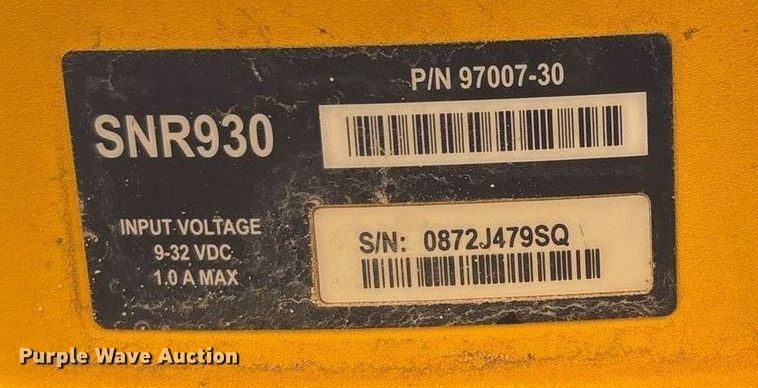 P/N 97007-30
SNR930
INPUT VOLTAGE
9-32 VDC
1.0 A MAX
S/N: 0872J479SQ
Purple Wave Auction